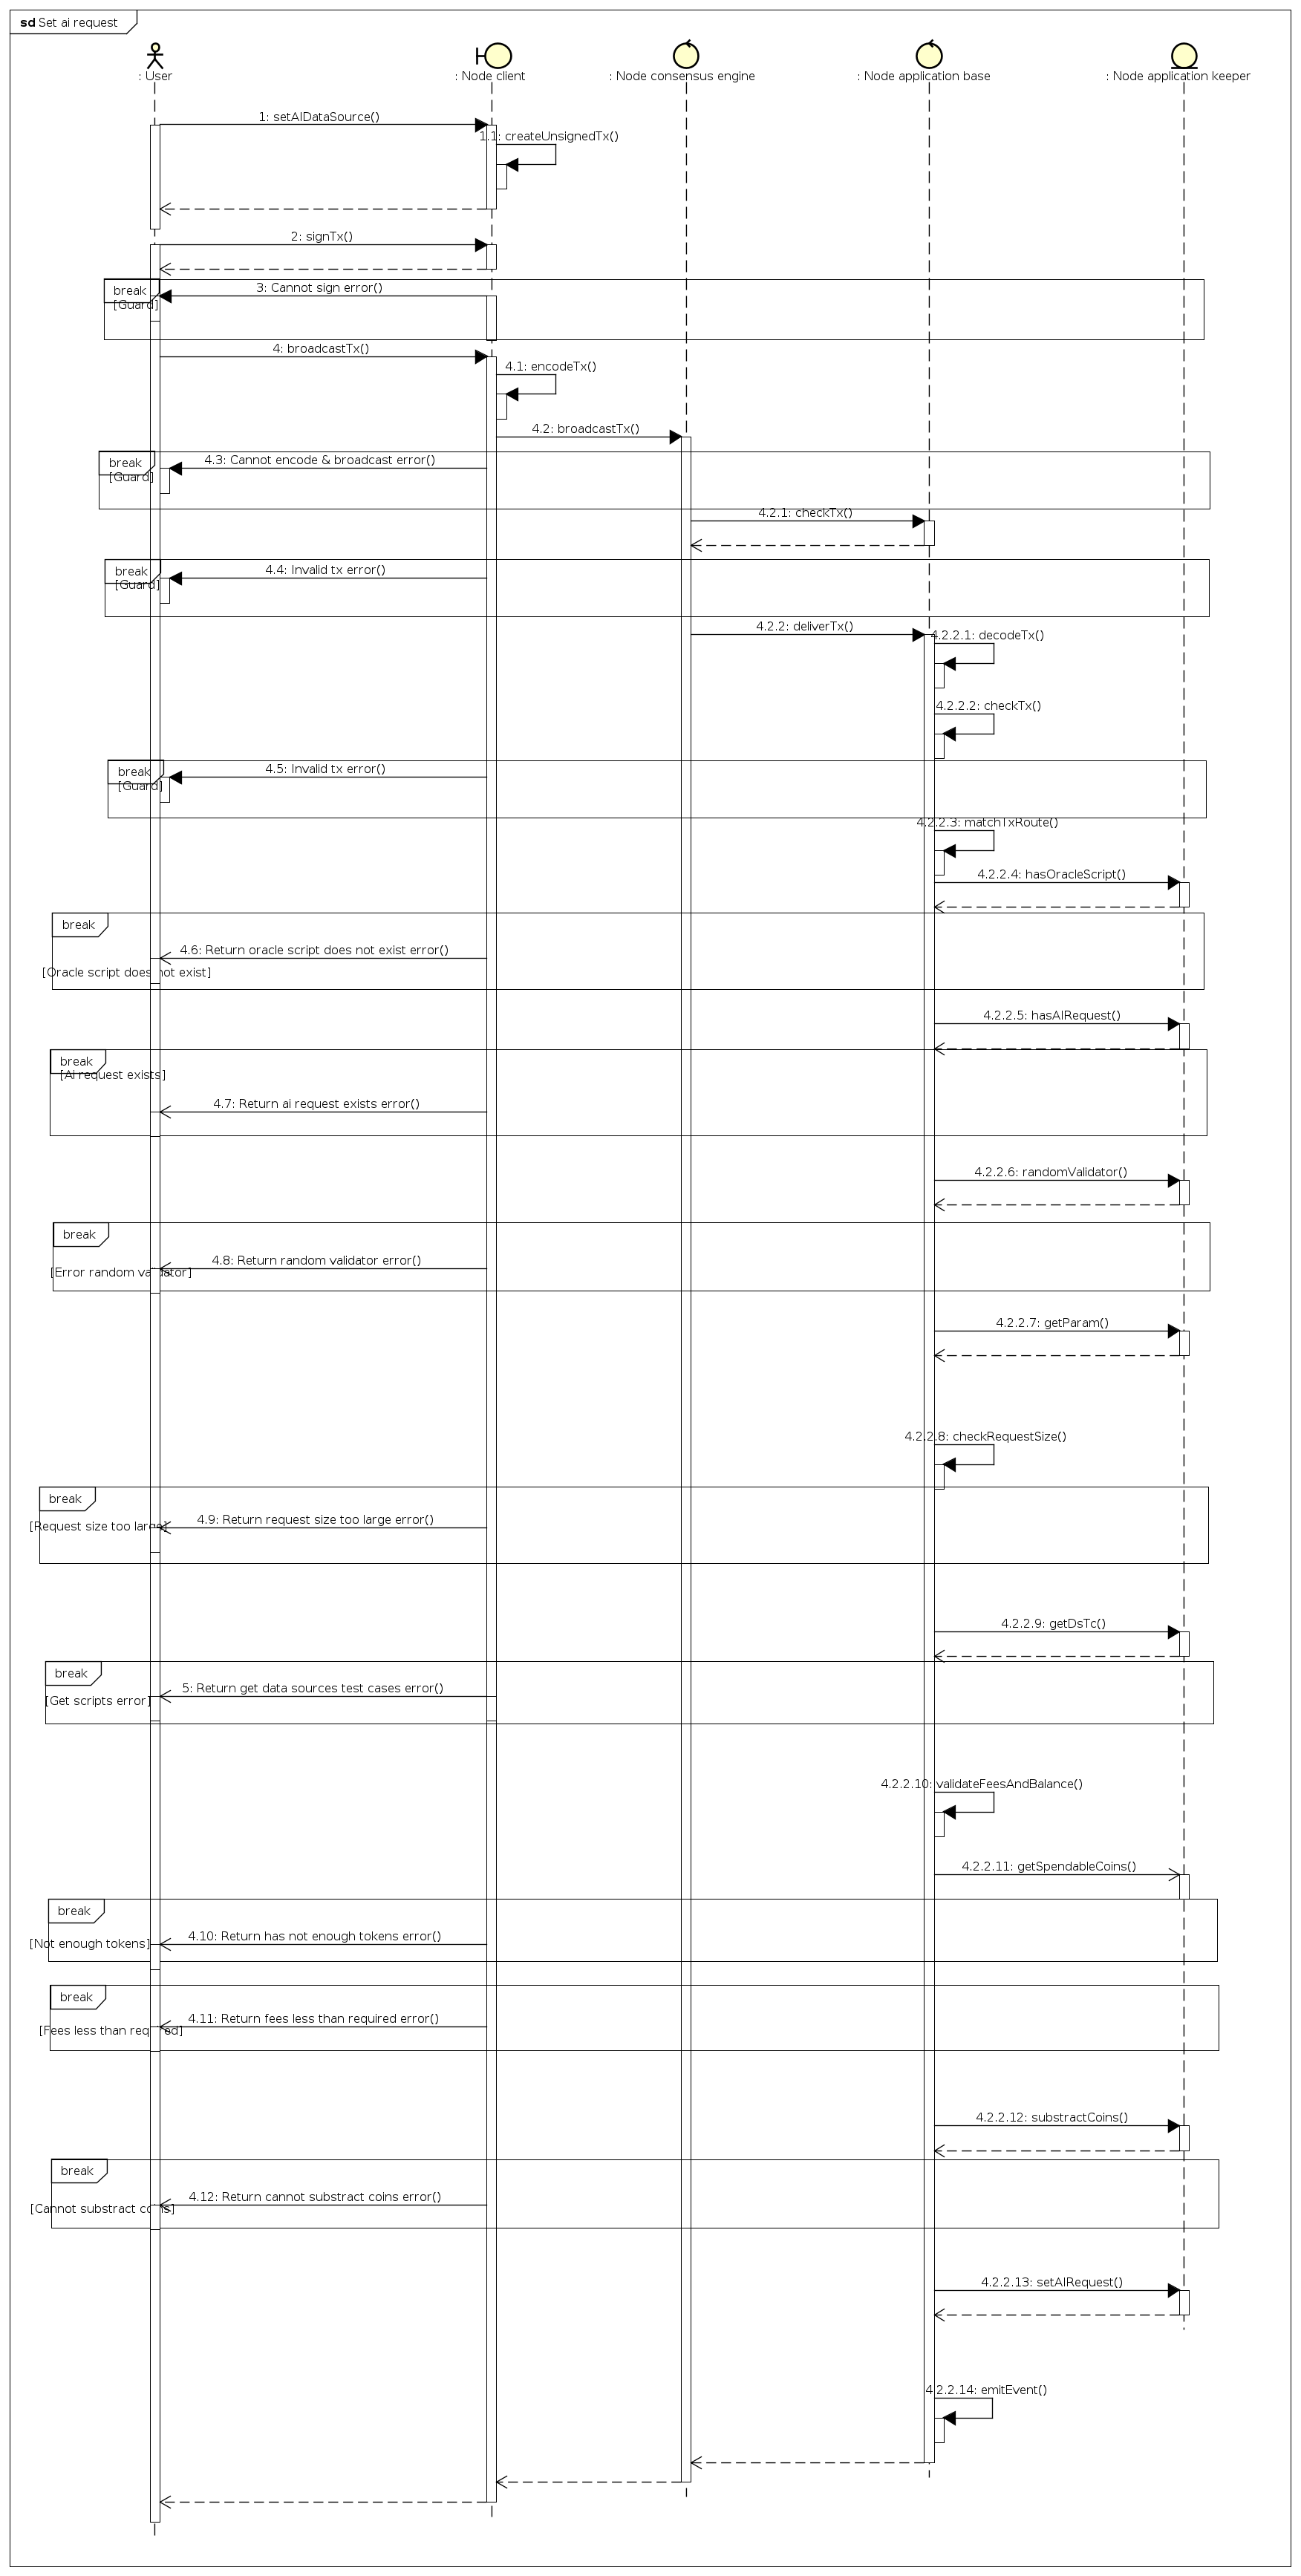 sd Set ai request
: User
: Node client
: Node consensus engine
: Node application base
: Node application keeper
1: setAIDataSource()
1.1: createUnsignedTx()
2: signTx()
break
3: Cannot sign error()
[Guard]
4: broadcastTx()
4.1: encodeTx()
4.2: broadcastTx()
break
4.3: Cannot encode & broadcast error()
[Guard]
4.2.1: checkTx()
break
4.4: Invalid tx error()
[Guard]
4.2.2: deliverTx()
4.2.2.1: decodeTx()
4.2.2.2: checkTx()
break
4.5: Invalid tx error()
[Guard]
4.2.2.3: matchTxRoute()
4.2.2.4: hasOracleScript()
break
4.6: Return oracle script does not exist error()
[Oracle script does not exist]
4.2.2.5: hasAIRequest()
break
[Ai request exists]
4.7: Return ai request exists error()
4.2.2.6: randomValidator()
break
4.8: Return random validator error()
[Error random validator]
4.2.2.7: getParam()
4.2.2.8: checkRequestSize()
break
4.9: Return request size too large error()
[Request size too large]
4.2.2.9: getDsTc()
break
5: Return get data sources test cases error()
[Get scripts error]
4.2.2.10: validateFeesAndBalance()
4.2.2.11: getSpendableCoins()
break
4.10: Return has not enough tokens error()
[Not enough tokens]
break
4.11: Return fees less than required error()
[Fees less than required]
4.2.2.12: substractCoins()
break
4.12: Return cannot substract coins error()
[Cannot substract coins]
4.2.2.13: setAIRequest()
4.2.2.14: emitEvent()